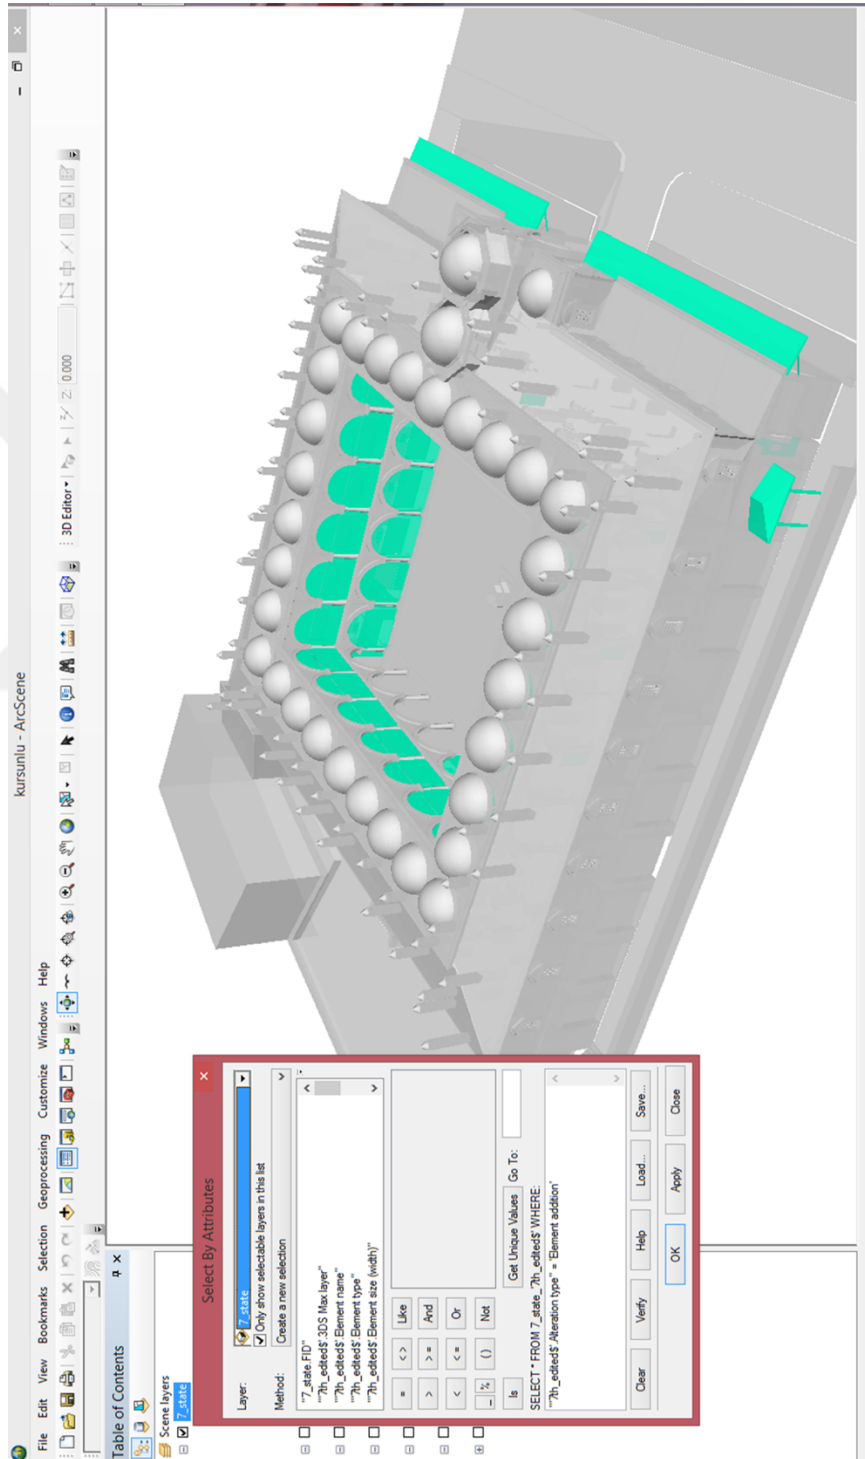 kursunlu - ArcScene
File Edit View Bookmarks Selection Geoprocessing Customize Windows Help
3D Editor
Z: 0.000
Table of Contents
Scene layers
7_state
Select By Attributes
Layer: 7_state
Only show selectable layers in this list
Method: Create a new selection
"7_state.FID"
"'7th_edited$'.3DS Max layer"
"'7th_edited$'.Element name"
"'7th_edited$'.Element type"
"'7th_edited$'.Element size (width)"
= < > Like
> > = And
< < = Or
_ % ( ) Not
Is Get Unique Values Go To:
SELECT * FROM 7_state_'7th_edited$' WHERE:
"'7th_edited$'.Alteration type" = 'Element addition'
Clear Verify Help Load... Save...
OK Apply Close